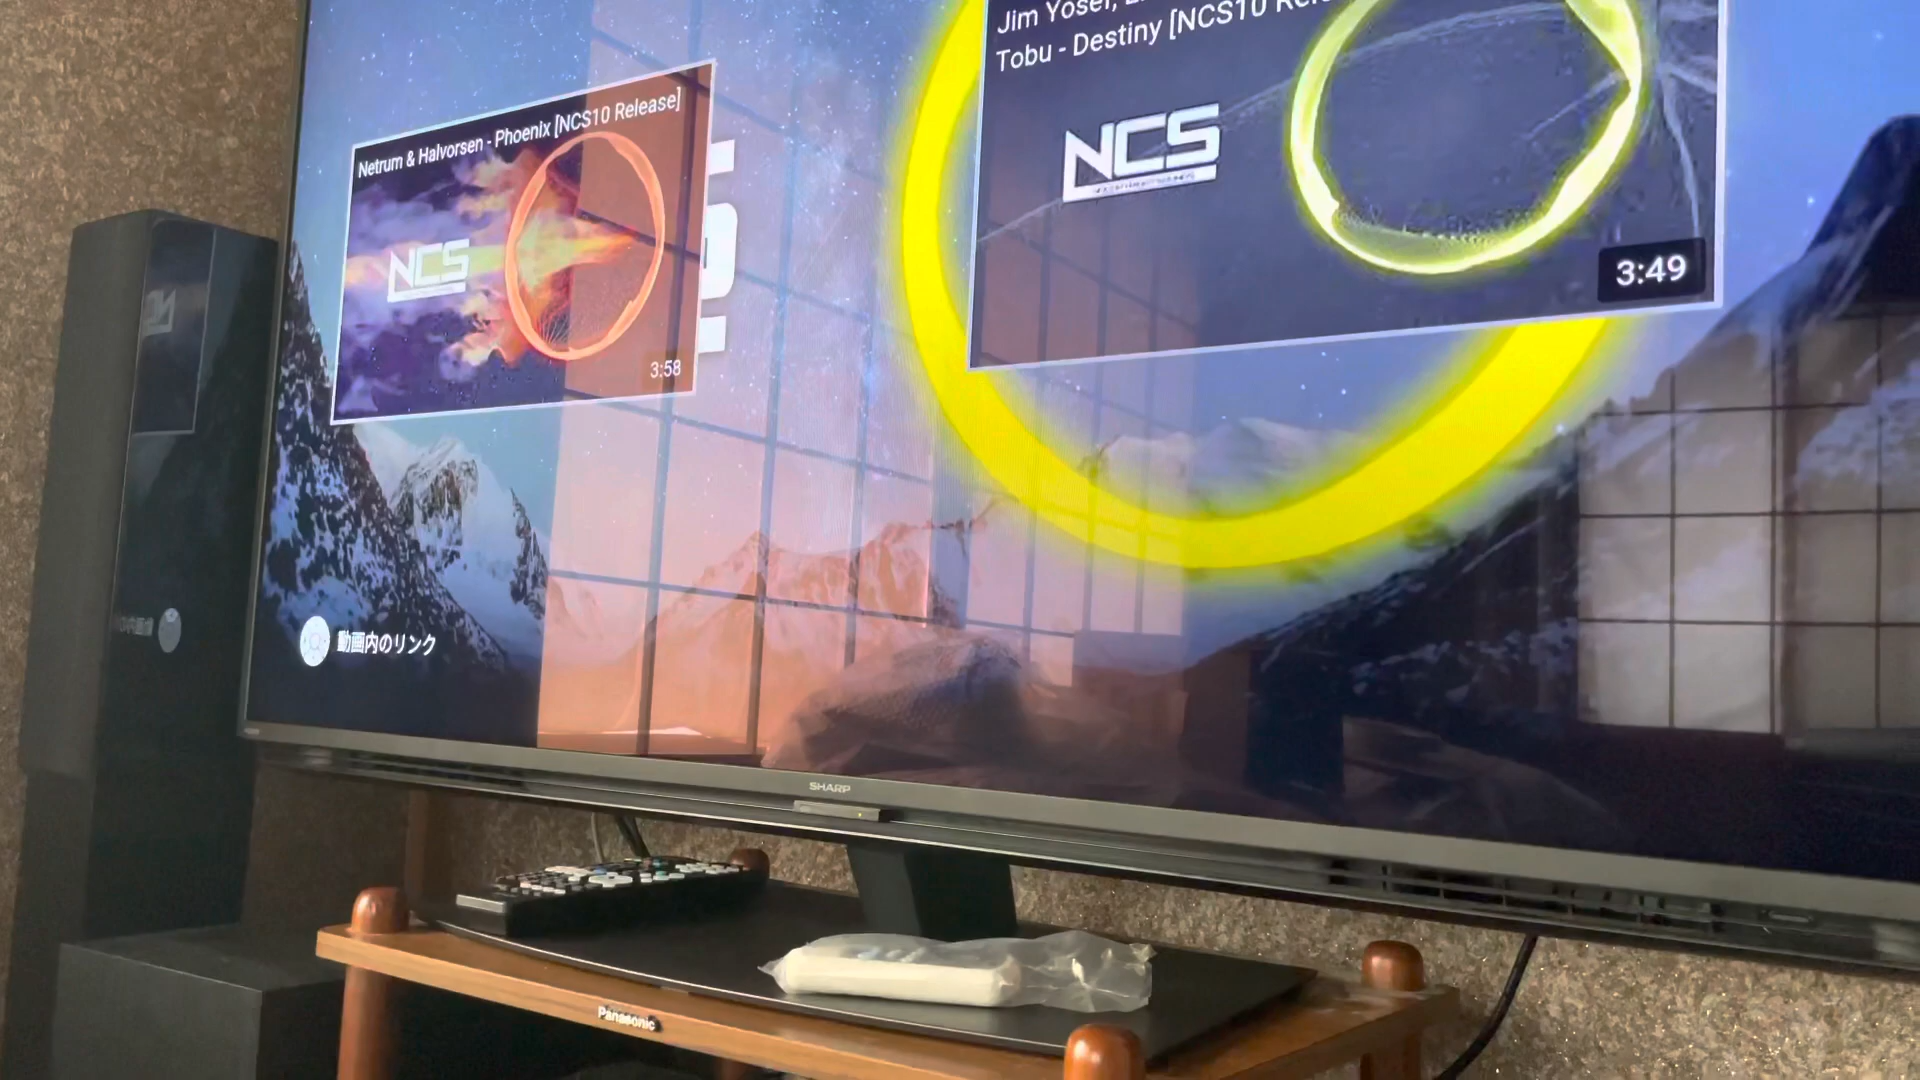 Jim Yosef,
Tobu - Destiny [NCS10
NCS
3:49
Netrum & Halvorsen - Phoenix [NCS10 Release]
NCS
3:58
動画内のリンク
SHARP
Panasonic